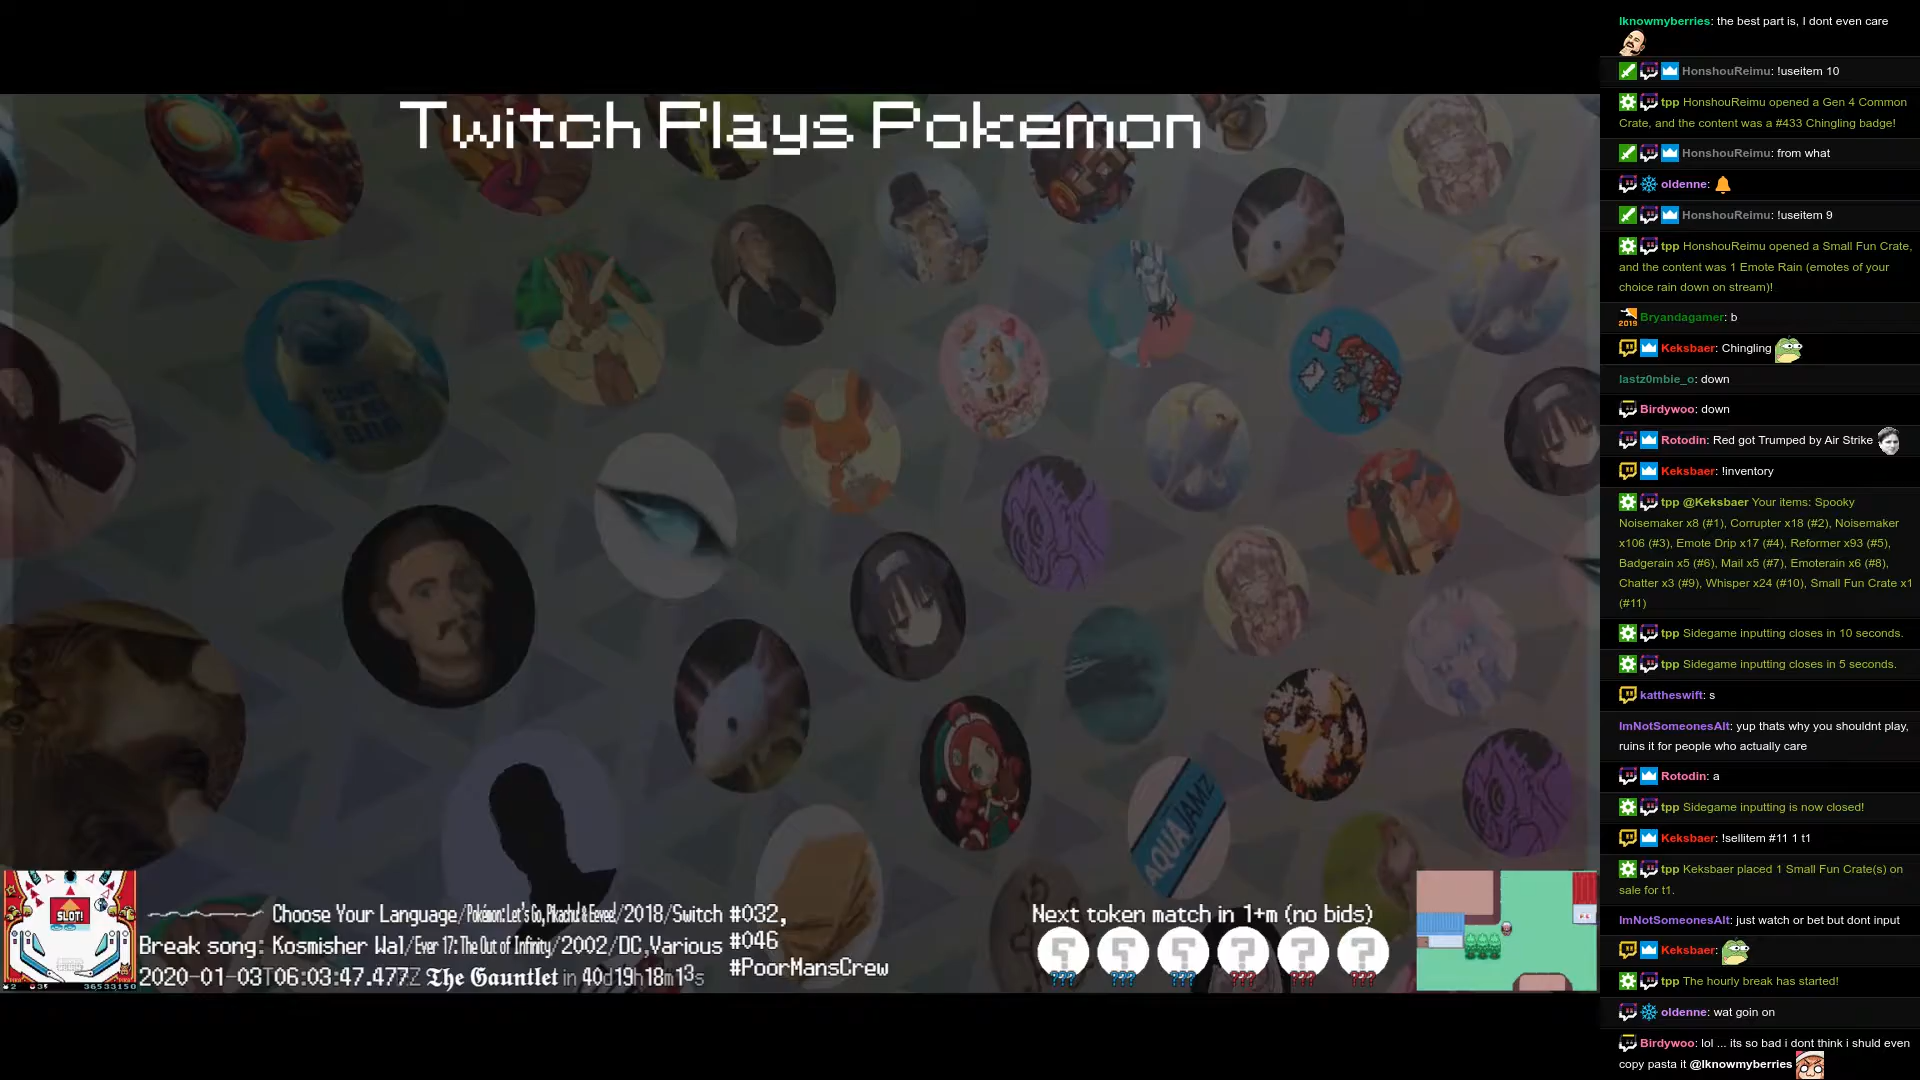 Twitch Plays Pokemon
SLOT!
AQUAJAMZ
Choose Your Language/Pokémon: Let's Go, Pikachu! & Eevee!/2018/Switch
Break song: Kosmisher Wal/Ever 17: The Out of Infinity/2002/DC,Various
2020-01-03T06:03:47.477Z The Gauntlet in 40d19h18m13s
#032,
#046
#PoorMansCrew
Next token match in 1+m (no bids)
? ? ? ? ? ?
??? ??? ??? ??? ??? ???
36533150
Iknowmyberries: the best part is, I dont even care
HonshouReimu: !useitem 10
tpp HonshouReimu opened a Gen 4 Common
Crate, and the content was a #433 Chingling badge!
HonshouReimu: from what
oldenne:
HonshouReimu: !useitem 9
tpp HonshouReimu opened a Small Fun Crate,
and the content was 1 Emote Rain (emotes of your
choice rain down on stream)!
2019 Bryandagamer: b
Keksbaer: Chingling
lastz0mbie_o: down
Birdywoo: down
Rotodin: Red got Trumped by Air Strike
Keksbaer: !inventory
tpp @Keksbaer Your items: Spooky
Noisemaker x8 (#1), Corrupter x18 (#2), Noisemaker
x106 (#3), Emote Drip x17 (#4), Reformer x93 (#5),
Badgerain x5 (#6), Mail x5 (#7), Emoterain x6 (#8),
Chatter x3 (#9), Whisper x24 (#10), Small Fun Crate x1
(#11)
tpp Sidegame inputting closes in 10 seconds.
tpp Sidegame inputting closes in 5 seconds.
kattheswift: s
ImNotSomeonesAlt: yup thats why you shouldnt play,
ruins it for people who actually care
Rotodin: a
tpp Sidegame inputting is now closed!
Keksbaer: !sellitem #11 1 t1
tpp Keksbaer placed 1 Small Fun Crate(s) on
sale for t1.
ImNotSomeonesAlt: just watch or bet but dont input
Keksbaer:
tpp The hourly break has started!
oldenne: wat goin on
Birdywoo: lol ... its so bad i dont think i shuld even
copy pasta it @Iknowmyberries